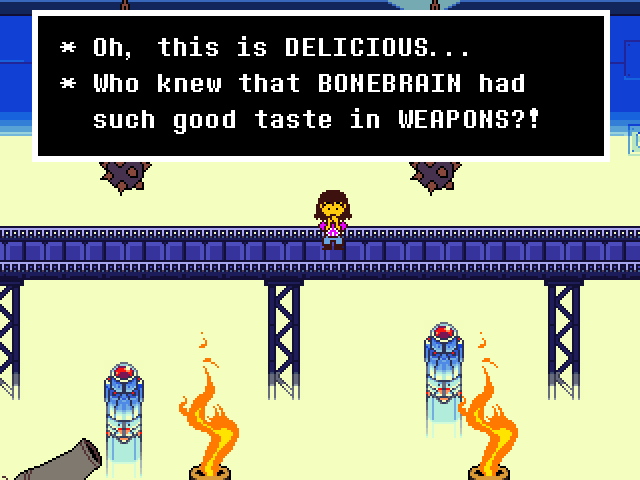 * Oh, this is DELICIOUS...
* Who knew that BONEBRAIN had
such good taste in WEAPONS?!